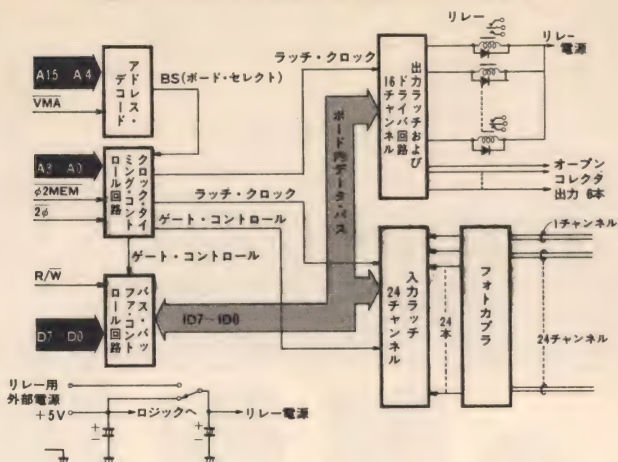 A15 A4
VMA
アドレス・
デコード
BS(ボード・セレクト)
A3 A0
φ2MEM
2φ
クロック・タイ
ミング・コント
ロール回路
R/W
D7 D0
バス・バッ
ファ・コント
ロール回路
ラッチ・クロック
ラッチ・クロック
ゲート・コントロール
ゲート・コントロール
ID7~ID0
ボード内データ・バス
出力ラッチおよび
ドライバ回路
16チャンネル
リレー
リレー
電源
オープン
コレクタ
出力 6本
入力ラッチ
24チャンネル
24本
フォトカプラ
1チャンネル
24チャンネル
リレー用
外部電源
+5V
ロジックへ
リレー電源
+
−
+
−